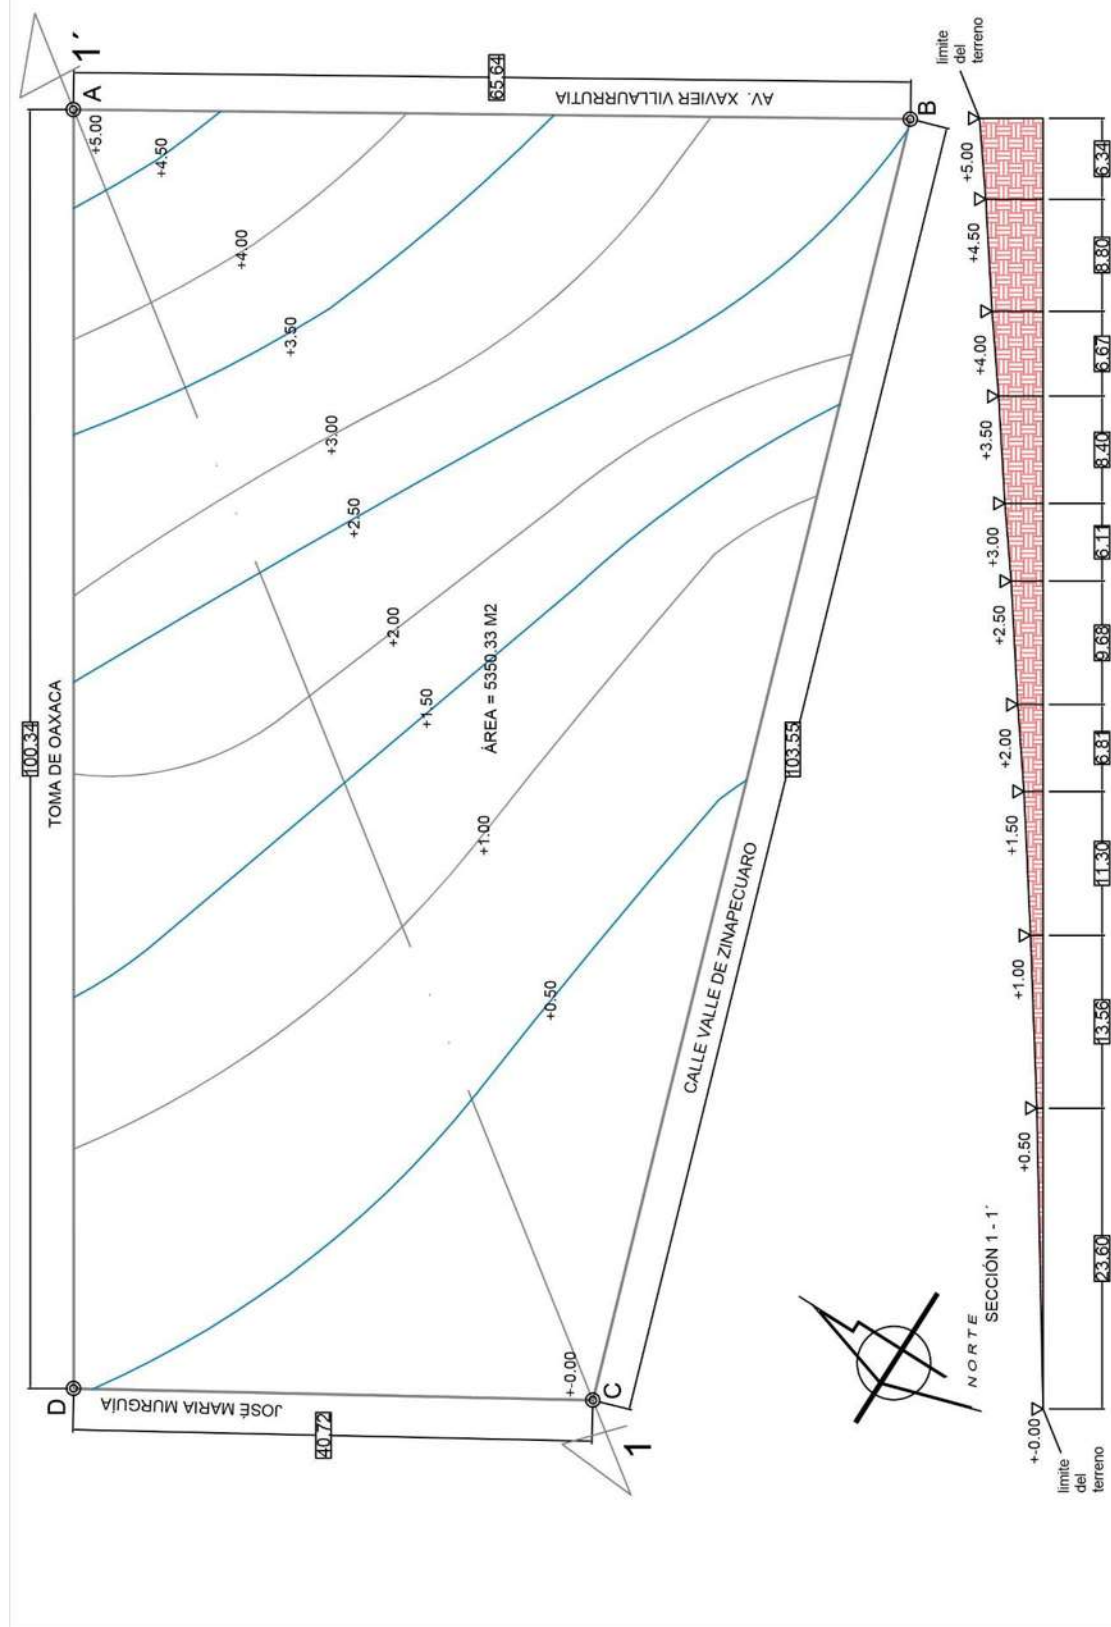 1´
A
65.64
AV. XAVIER VILLAURRUTIA
B
100.34
TOMA DE OAXACA
+5.00
+4.50
+4.00
+3.50
+3.00
+2.50
+2.00
+1.50
ÁREA = 5350.33 M2
+1.00
+0.50
+-0.00
103.55
CALLE VALLE DE ZINAPECUARO
D
JOSÉ MARIA MURGUÍA
40.72
C
1
NORTE
SECCIÓN 1 - 1´
+-0.00
limite
del
terreno
+0.50
+1.00
+1.50
+2.00
+2.50
+3.00
+3.50
+4.00
+4.50
+5.00
limite
del
terreno
23.60
13.56
11.30
6.81
9.68
6.11
8.40
6.67
8.80
6.34